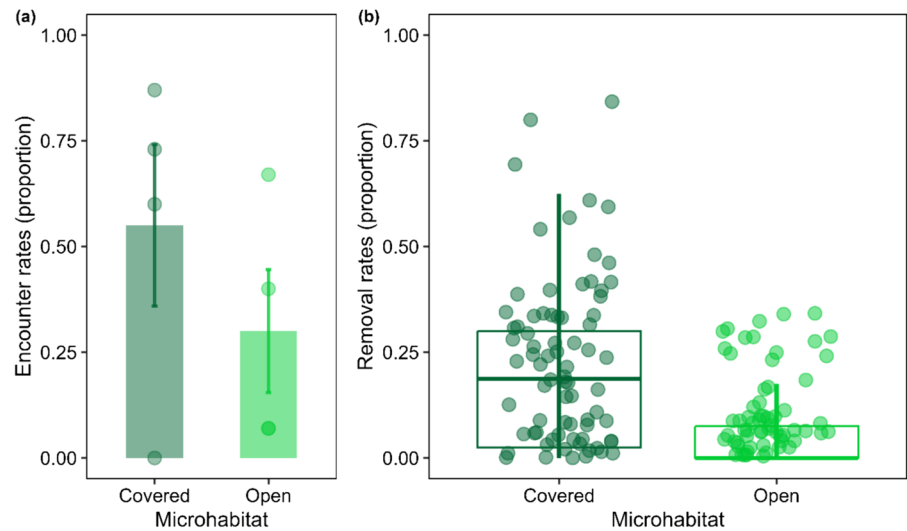 (a)
Encounter rates (proportion)
1.00
0.75
0.50
0.25
0.00
Covered
Open
Microhabitat
(b)
Removal rates (proportion)
1.00
0.75
0.50
0.25
0.00
Covered
Open
Microhabitat